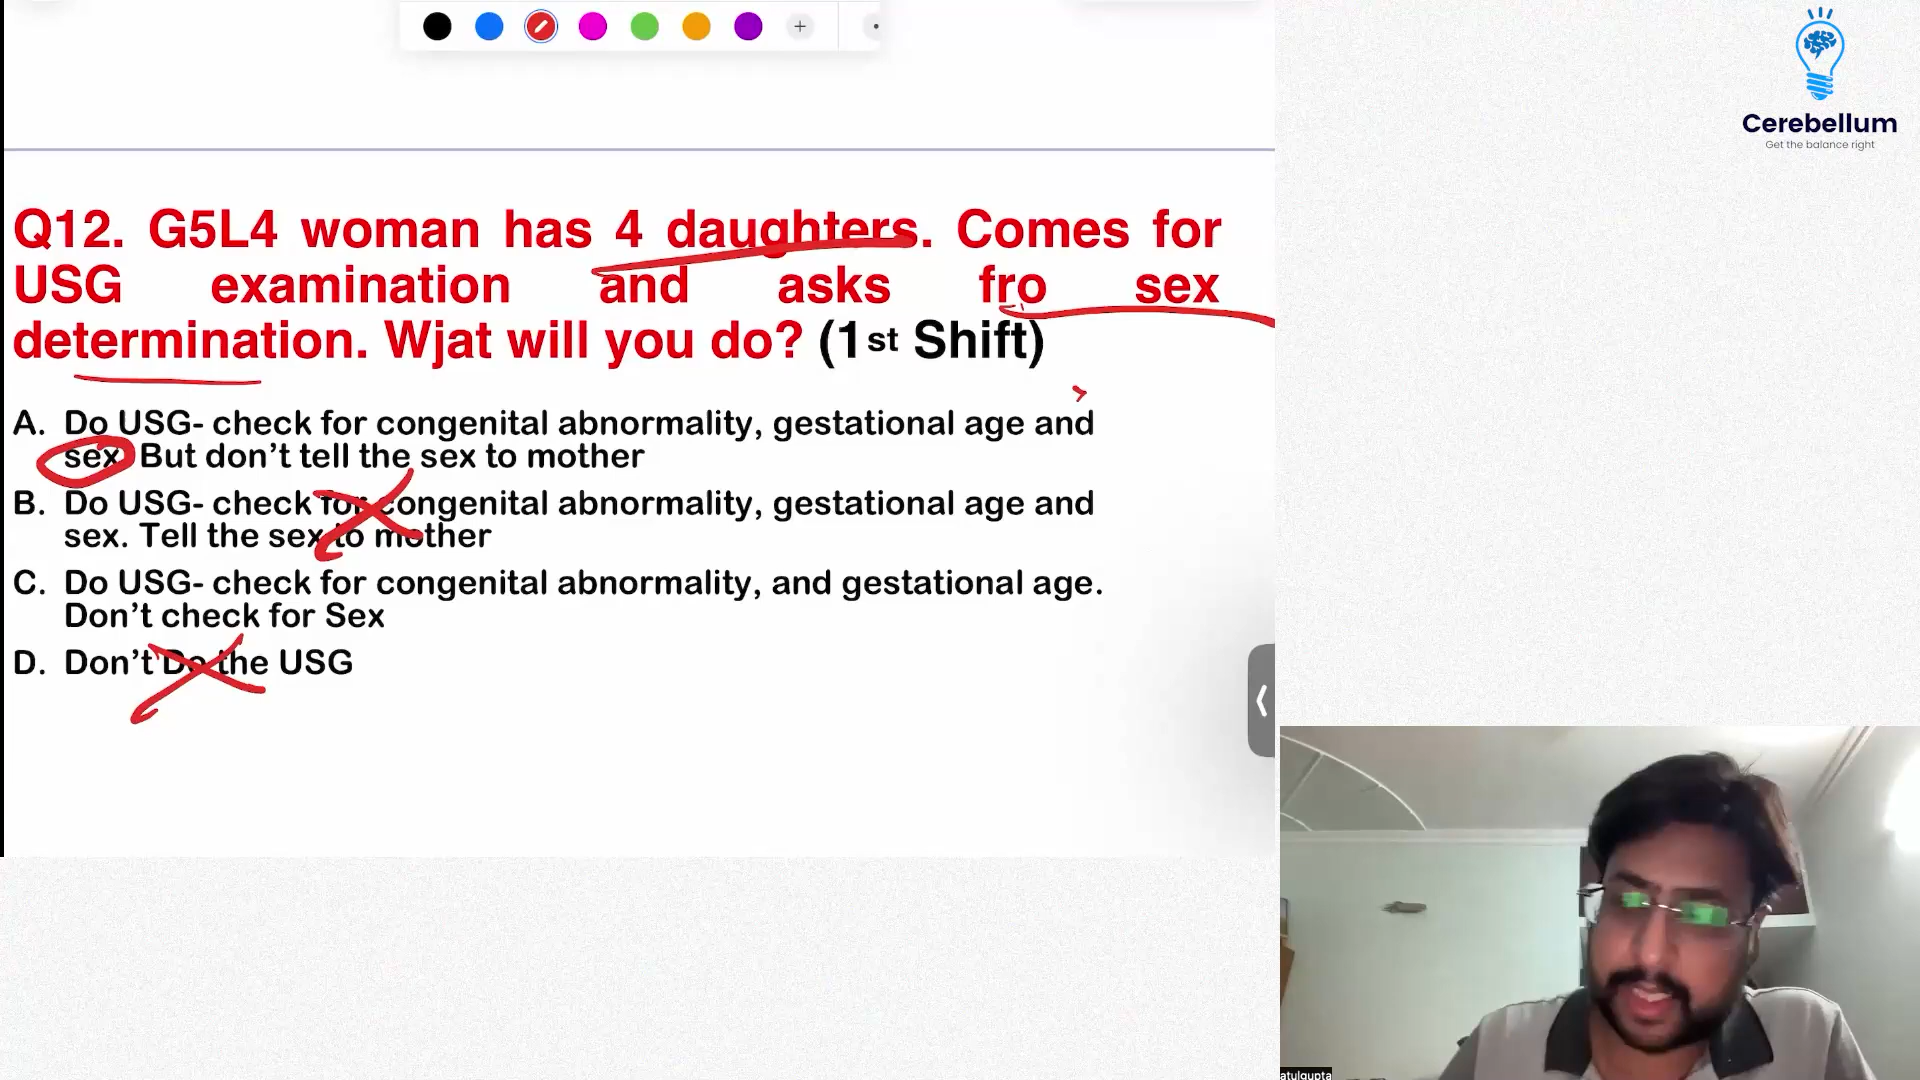 Cerebellum
Get the balance right
Q12. G5L4 woman has 4 daughters. Comes for
USG examination and asks fro sex
determination. Wjat will you do? (1st Shift)
A. Do USG- check for congenital abnormality, gestational age and
sex. But don't tell the sex to mother
B. Do USG- check for congenital abnormality, gestational age and
sex. Tell the sex to mother
C. Do USG- check for congenital abnormality, and gestational age.
Don't check for Sex
D. Don't Do the USG
atulgupta